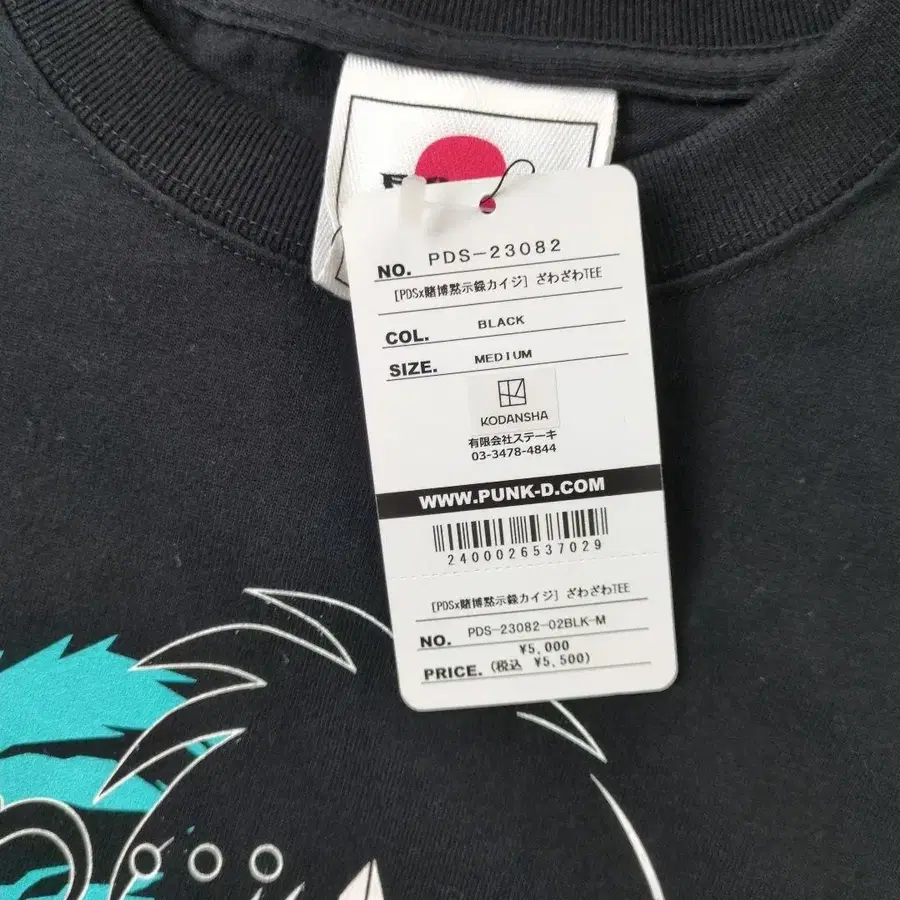 NO. PDS-23082
[PDSx賭博黙示録カイジ] ざわざわTEE
COL. BLACK
SIZE. MEDIUM
KODANSHA
有限会社ステーキ
03-3478-4844
WWW.PUNK-D.COM
2400026537029
[PDSx賭博黙示録カイジ] ざわざわTEE
NO. PDS-23082-02BLK-M
¥5,000
PRICE. (税込 ¥5,500)